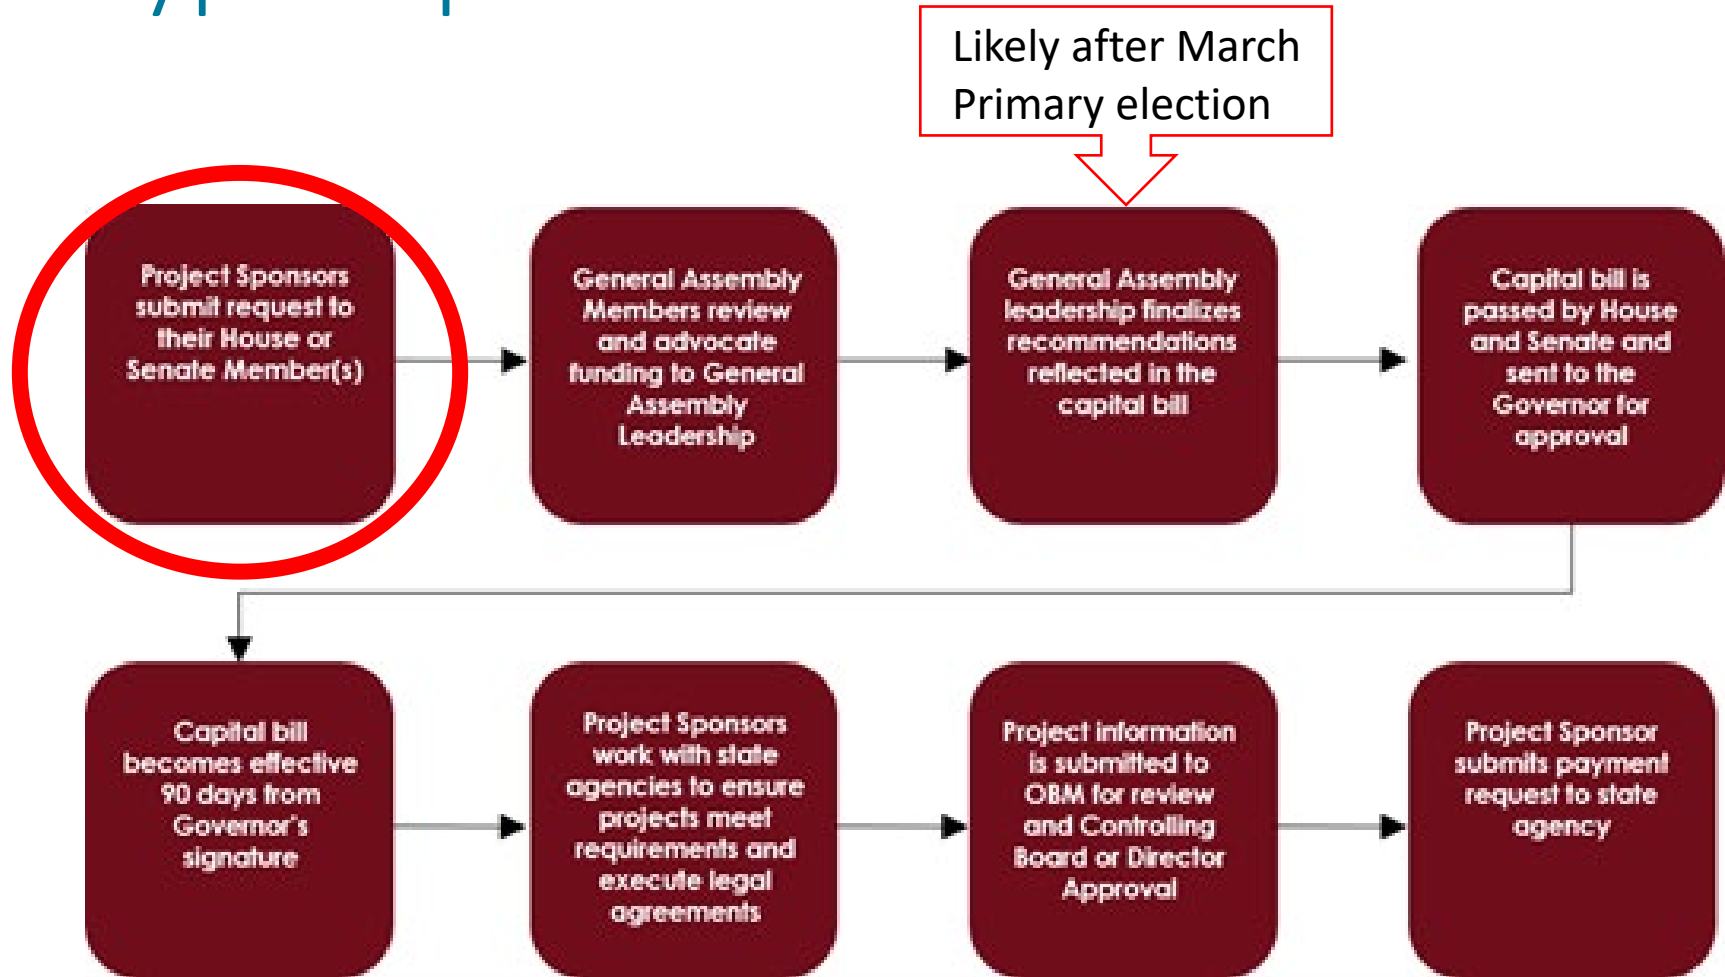 Likely after March
Primary election
Project Sponsors
submit request to
their House or
Senate Member(s)
General Assembly
Members review
and advocate
funding to General
Assembly
Leadership
General Assembly
leadership finalizes
recommendations
reflected in the
capital bill
Capital bill is
passed by House
and Senate and
sent to the
Governor for
approval
Capital bill
becomes effective
90 days from
Governor's
signature
Project Sponsors
work with state
agencies to ensure
projects meet
requirements and
execute legal
agreements
Project information
is submitted to
OBM for review
and Controlling
Board or Director
Approval
Project Sponsor
submits payment
request to state
agency